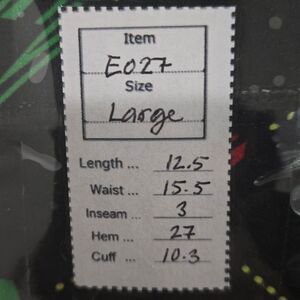 Item
E027
Size
Large
Length ... 12.5
Waist ... 15.5
Inseam ... 3
Hem ... 27
Cuff ... 10.3